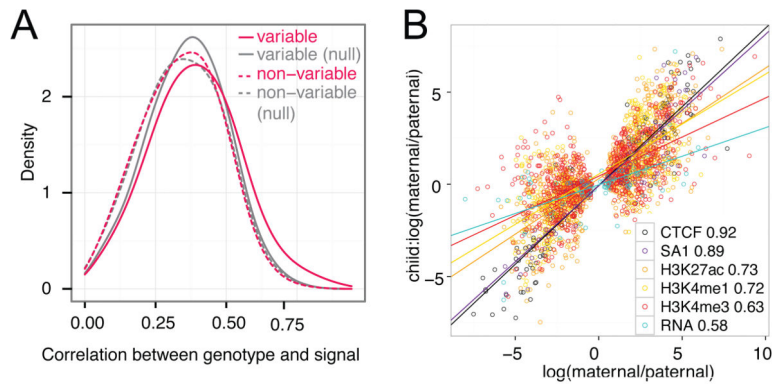 A
variable
variable (null)
non-variable
non-variable
(null)
2
1
0
Density
0.00 0.25 0.50 0.75
Correlation between genotype and signal
B
5
0
−5
child:log(maternal/paternal)
CTCF 0.92
SA1 0.89
H3K27ac 0.73
H3K4me1 0.72
H3K4me3 0.63
RNA 0.58
−5 0 5 10
log(maternal/paternal)